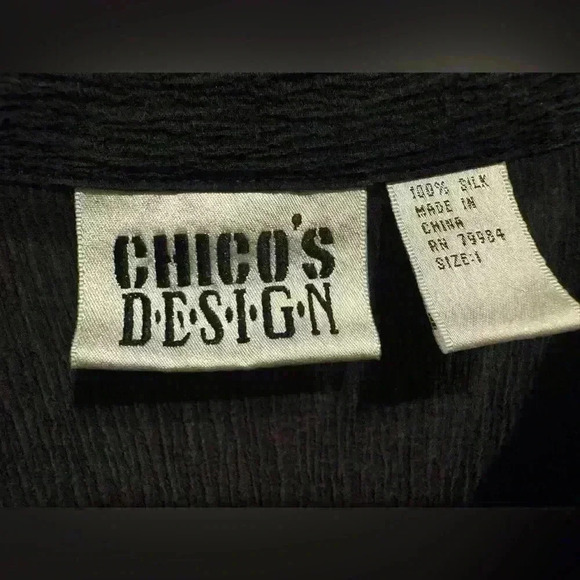 CHICO'S
D·E·S·I·G·N
100% SILK
MADE IN
CHINA
RN 79984
SIZE:1